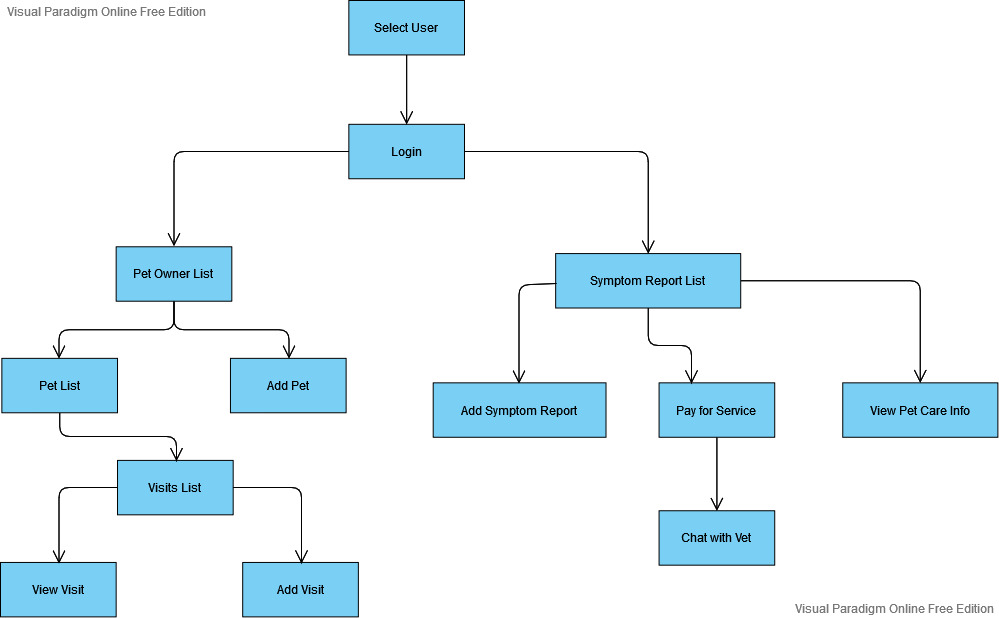 Visual Paradigm Online Free Edition
Select User
Login
Pet Owner List
Symptom Report List
Pet List
Add Pet
Add Symptom Report
Pay for Service
View Pet Care Info
Visits List
Chat with Vet
View Visit
Add Visit
Visual Paradigm Online Free Edition